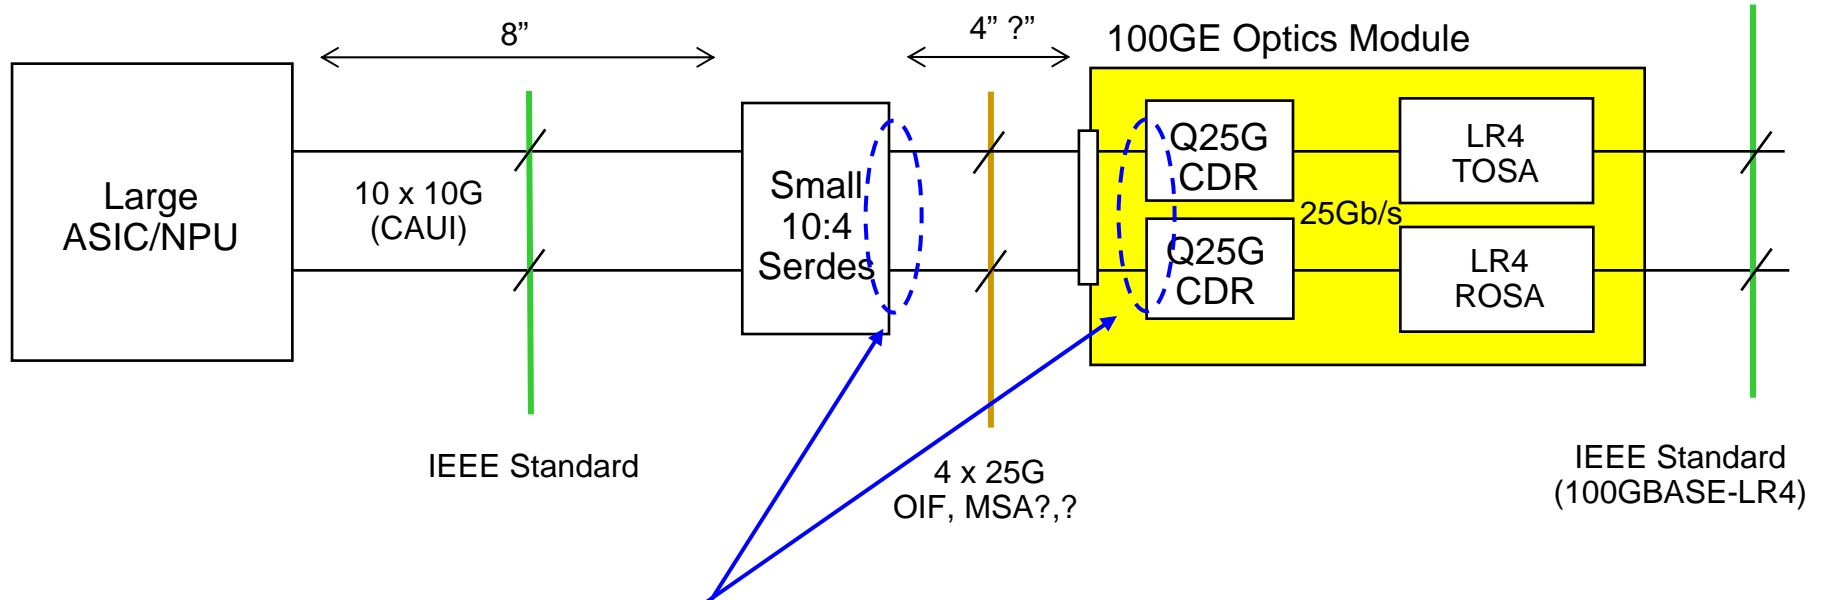 8”
4” ?”
100GE Optics Module
Large
ASIC/NPU
10 x 10G
(CAUI)
Small
10:4
Serdes
Q25G
CDR
LR4
TOSA
25Gb/s
Q25G
CDR
LR4
ROSA
IEEE Standard
4 x 25G
OIF, MSA?,?
IEEE Standard
(100GBASE-LR4)